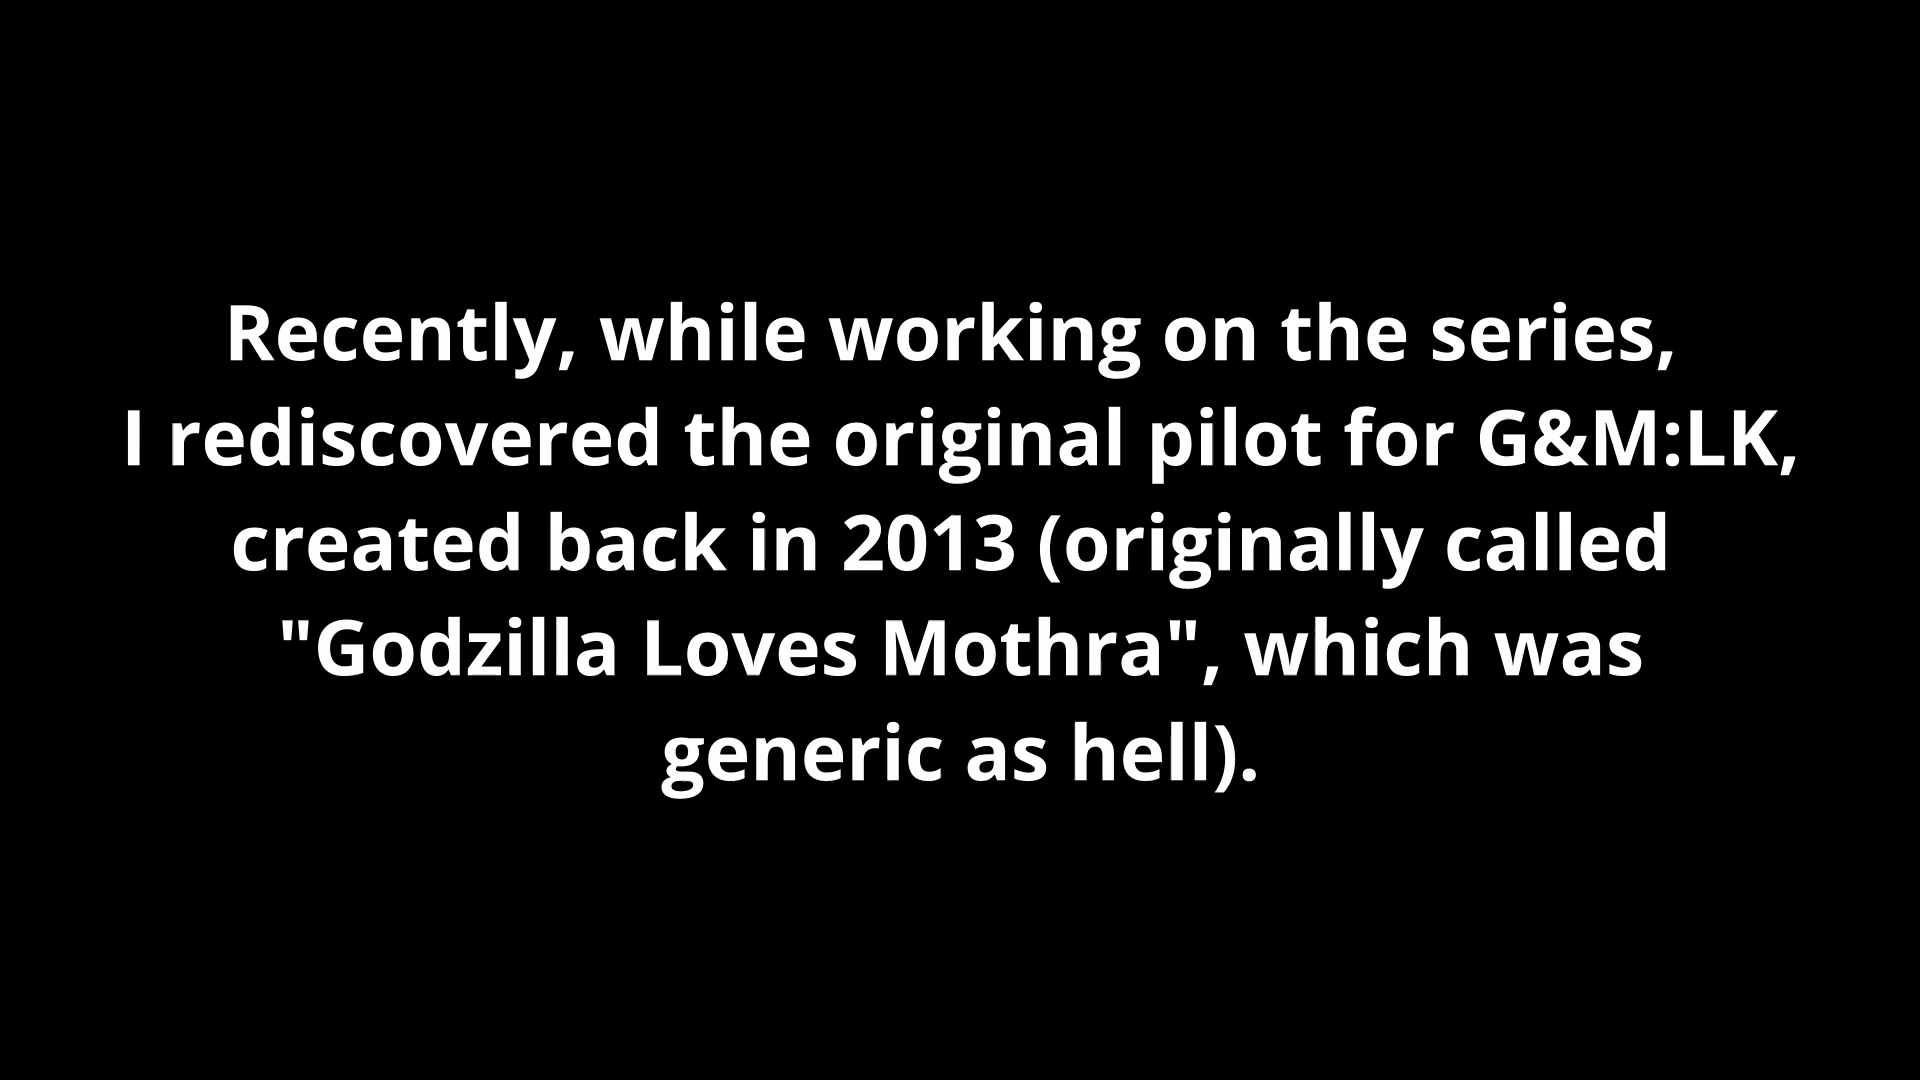 Recently, while working on the series,
I rediscovered the original pilot for G&M:LK,
created back in 2013 (originally called
"Godzilla Loves Mothra", which was
generic as hell).